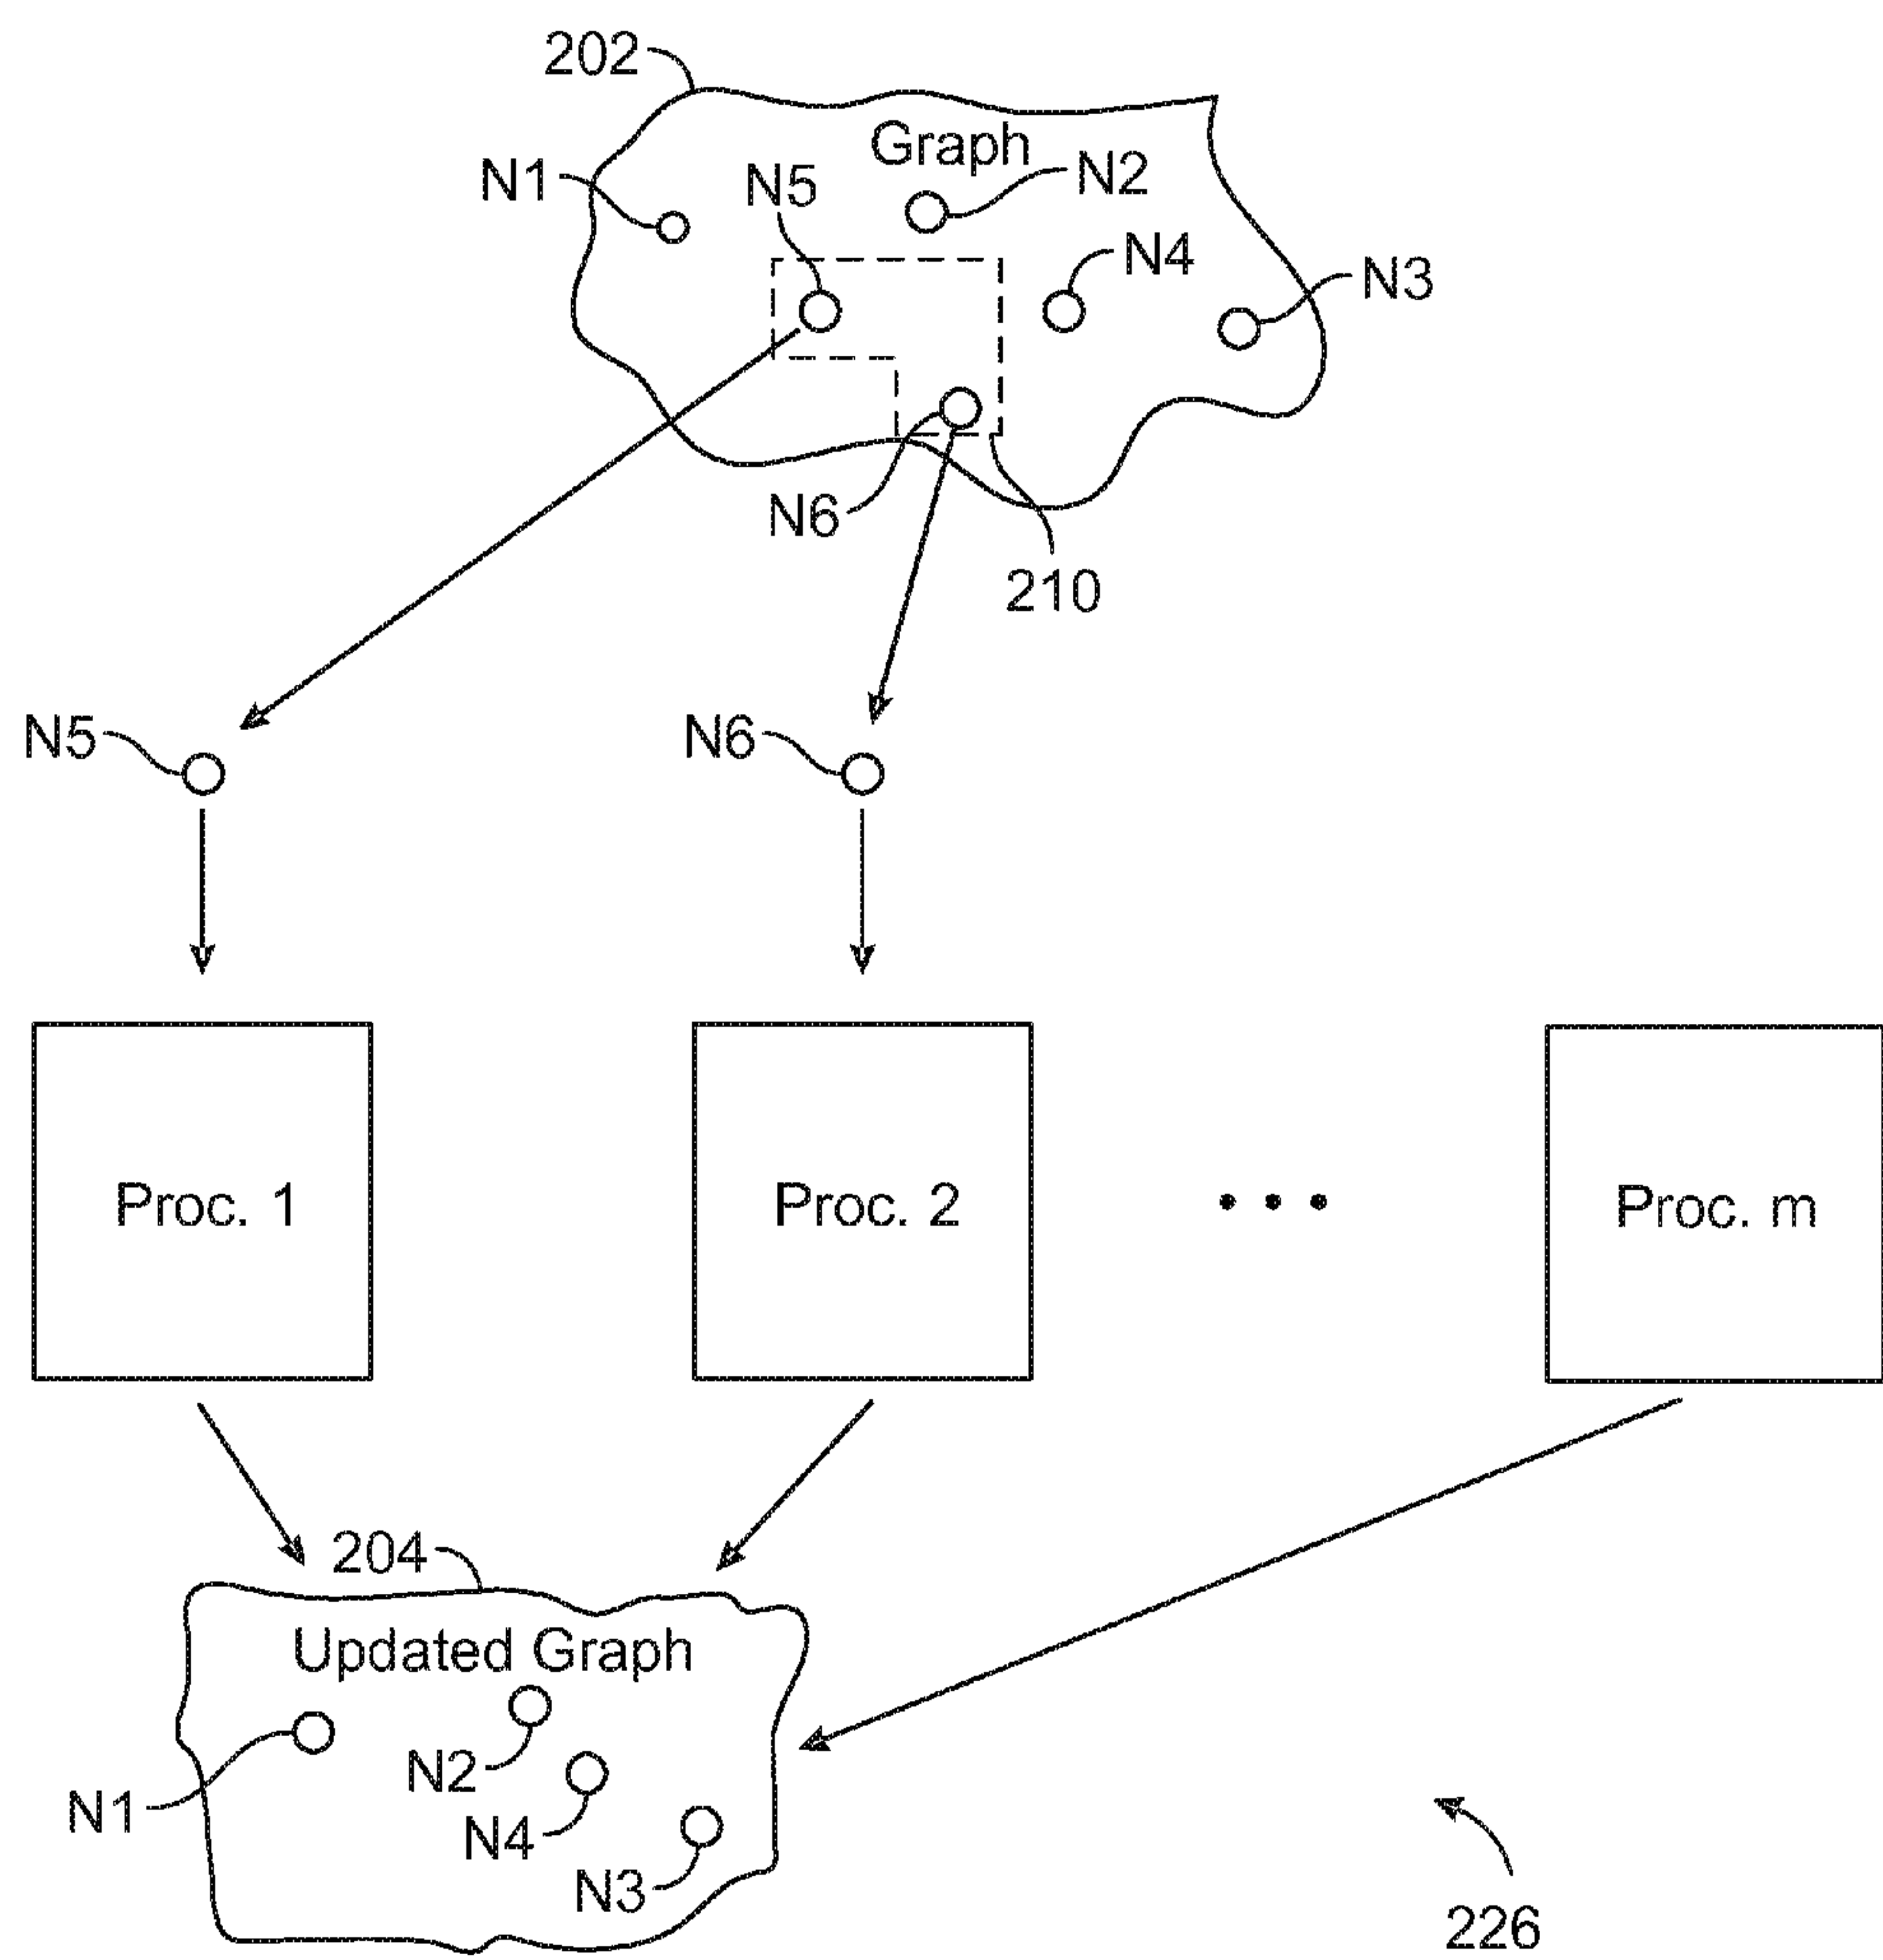 202
Graph
N1
N5
N2
N4
N3
N6
210
N5
N6
Proc. 1
Proc. 2
• • •
Proc. m
204
Updated Graph
N1
N2
N4
N3
226